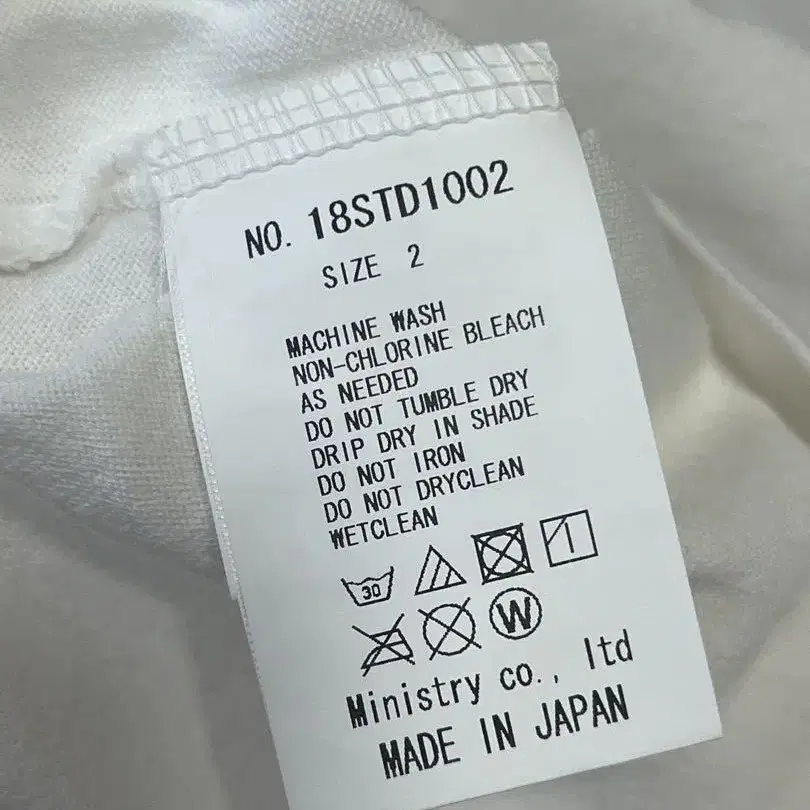 NO. 18STD1002
SIZE 2
MACHINE WASH
NON-CHLORINE BLEACH
AS NEEDED
DO NOT TUMBLE DRY
DRIP DRY IN SHADE
DO NOT IRON
DO NOT DRYCLEAN
WETCLEAN
30
W
Ministry co., ltd
MADE IN JAPAN